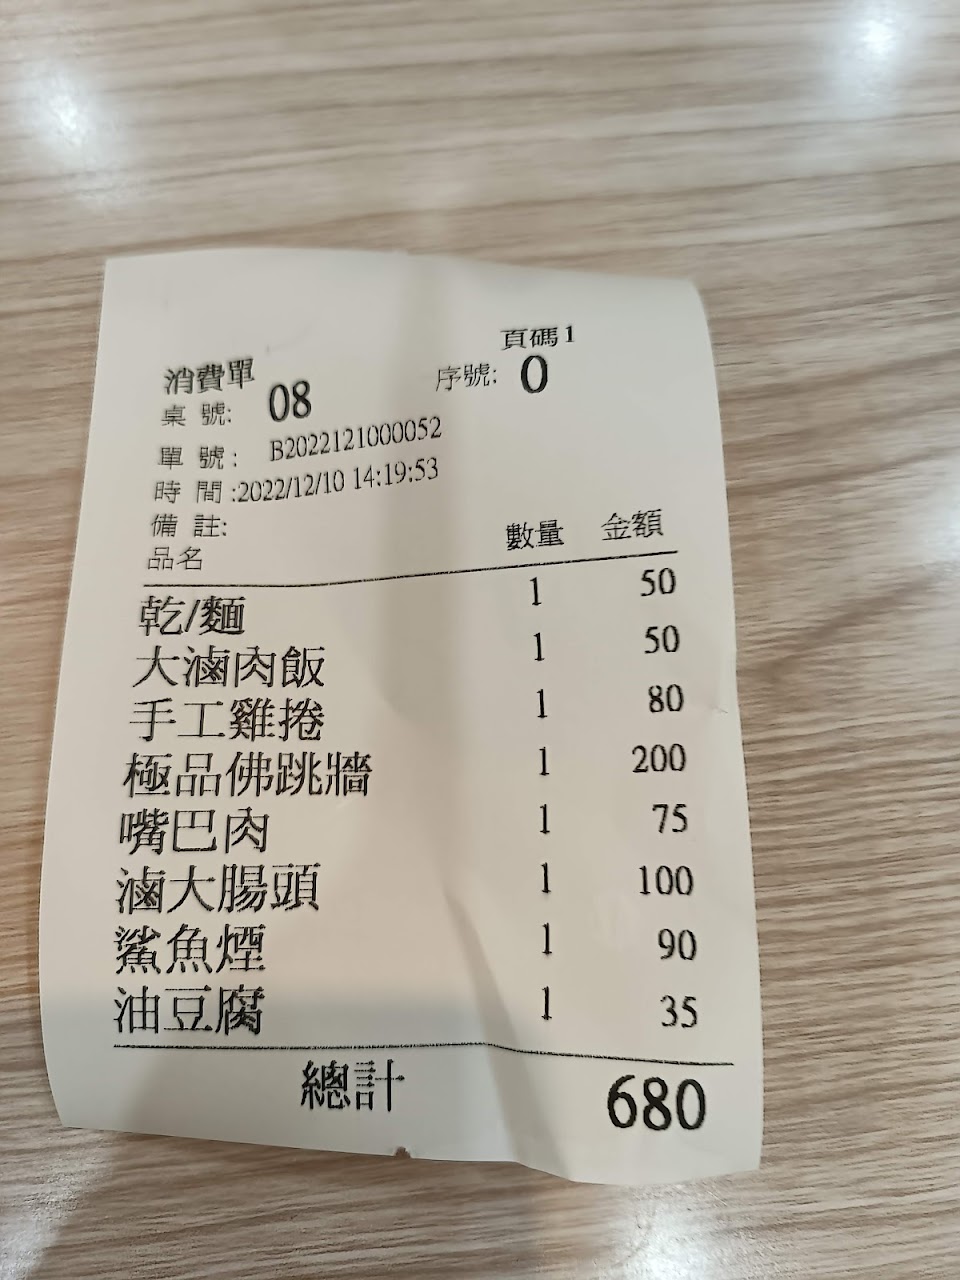 頁碼1
消費單
桌號: 08 序號: 0
單號: B2022121000052
時間:2022/12/10 14:19:53
備註:
品名 數量 金額
乾/麵 1 50
大滷肉飯 1 50
手工雞捲 1 80
極品佛跳牆 1 200
嘴巴肉 1 75
滷大腸頭 1 100
鯊魚煙 1 90
油豆腐 1 35
總計 680